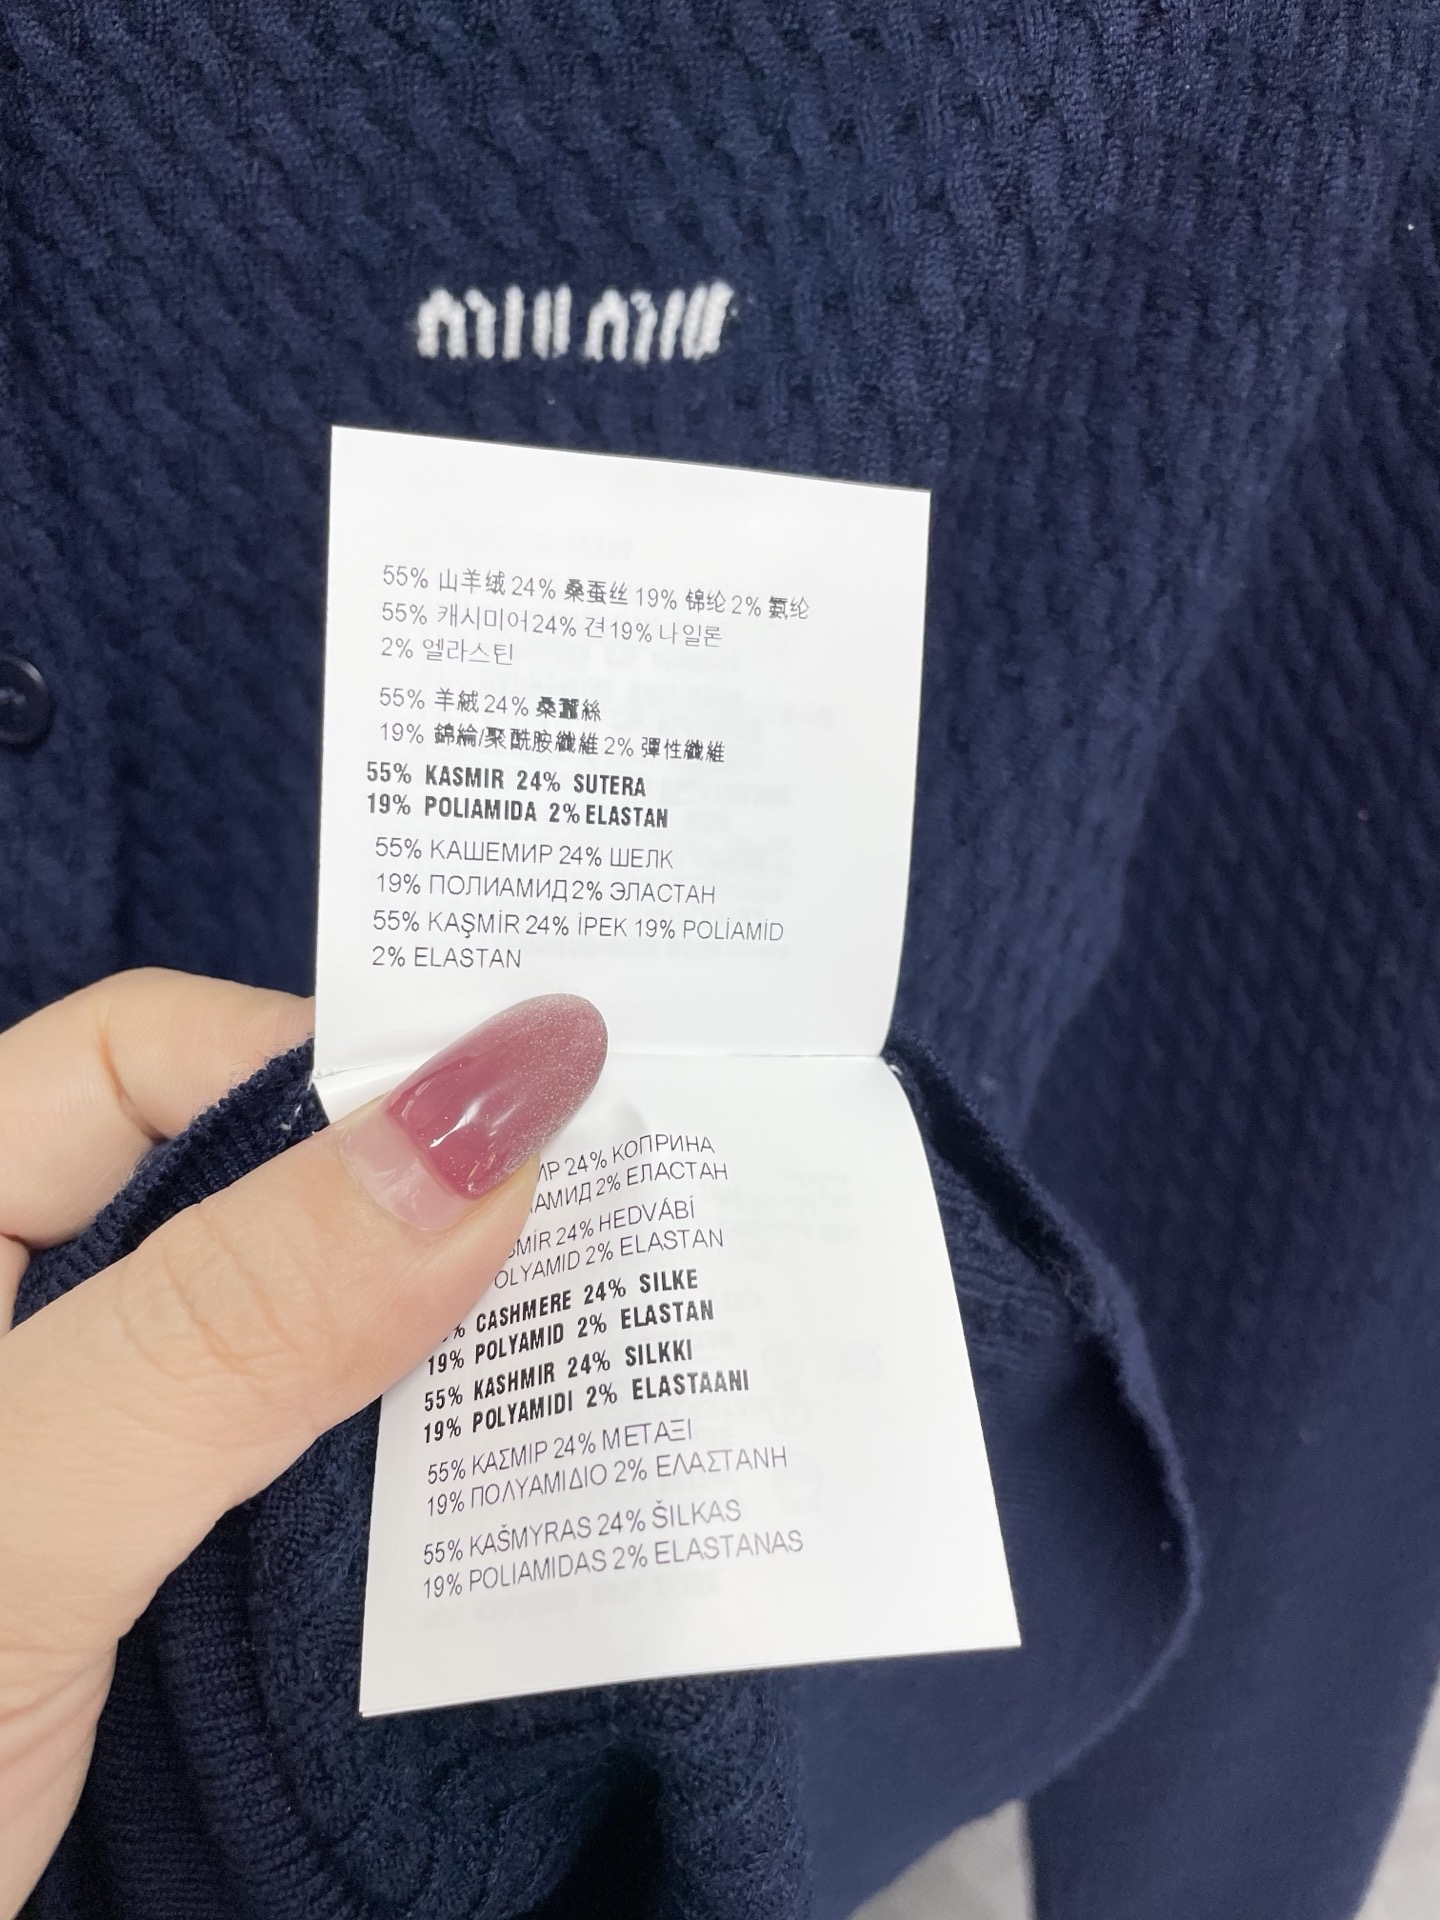 miu miu
55% 山羊绒 24% 桑蚕丝 19% 锦纶 2% 氨纶
55% 캐시미어 24% 견 19% 나일론
2% 엘라스틴
55% 羊絨 24% 桑蠶絲
19% 錦綸/聚酰胺纖維 2% 彈性纖維
55% KASMIR 24% SUTERA
19% POLIAMIDA 2% ELASTAN
55% КАШЕМИР 24% ШЕЛК
19% ПОЛИАМИД 2% ЭЛАСТАН
55% KAŞMİR 24% İPEK 19% POLİAMİD
2% ELASTAN
ИР 24% КОПРИНА
АМИД 2% ЕЛАСТАН
ŠMÍR 24% HEDVÁBÍ
OLYAMID 2% ELASTAN
% CASHMERE 24% SILKE
19% POLYAMID 2% ELASTAN
55% KASHMIR 24% SILKKI
19% POLYAMIDI 2% ELASTAANI
55% ΚΑΣΜΙΡ 24% ΜΕΤΑΞΙ
19% ΠΟΛΥΑΜΙΔΙΟ 2% ΕΛΑΣΤΑΝΗ
55% KAŠMYRAS 24% ŠILKAS
19% POLIAMIDAS 2% ELASTANAS